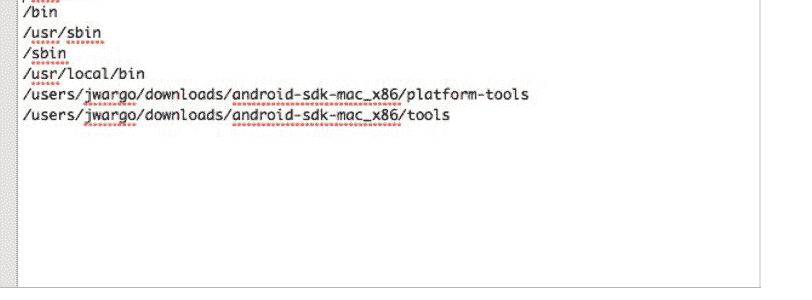 /bin
/usr/sbin
/sbin
/usr/local/bin
/users/jwargo/downloads/android-sdk-mac_x86/platform-tools
/users/jwargo/downloads/android-sdk-mac_x86/tools